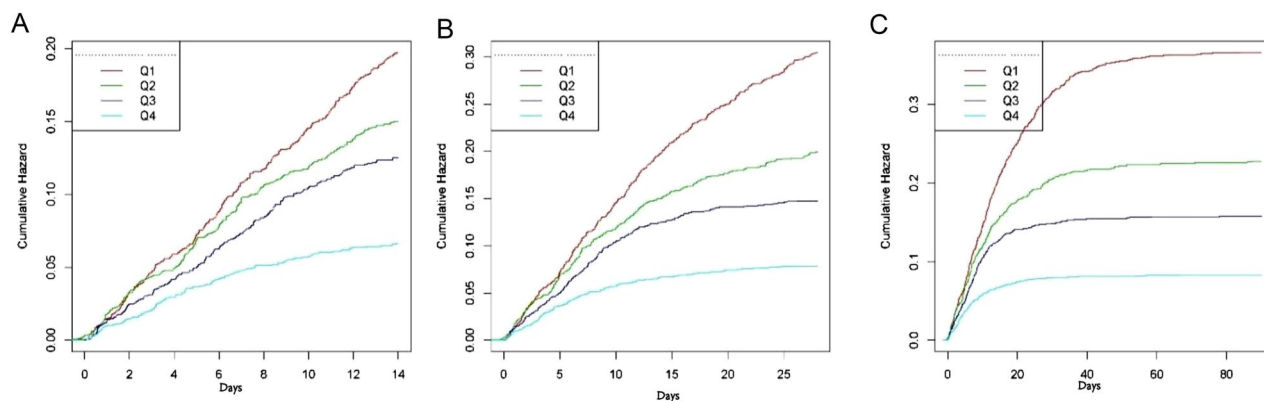 A
Cumulative Hazard
0.20
0.15
0.10
0.05
0.00
Q1
Q2
Q3
Q4
0 2 4 6 8 10 12 14
Days
B
Cumulative Hazard
0.30
0.25
0.20
0.15
0.10
0.05
0.00
Q1
Q2
Q3
Q4
0 5 10 15 20 25
Days
C
Cumulative Hazard
0.3
0.2
0.1
0.0
Q1
Q2
Q3
Q4
0 20 40 60 80
Days